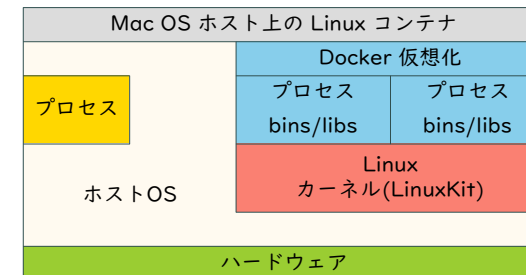 Mac OS ホスト上の Linux コンテナ
Docker 仮想化
プロセス
bins/libs
プロセス
bins/libs
プロセス
Linux
カーネル(LinuxKit)
ホストOS
ハードウェア